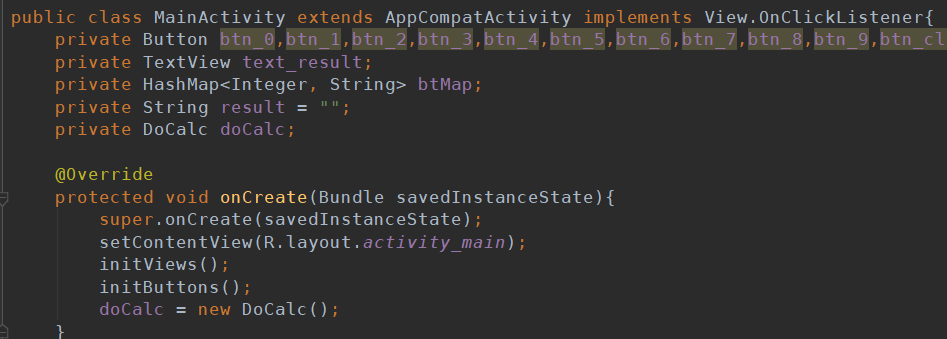 public class MainActivity extends AppCompatActivity implements View.OnClickListener{
private Button btn_0,btn_1,btn_2,btn_3,btn_4,btn_5,btn_6,btn_7,btn_8,btn_9,btn_cl
private TextView text_result;
private HashMap<Integer, String> btMap;
private String result = "";
private DoCalc doCalc;
@Override
protected void onCreate(Bundle savedInstanceState){
super.onCreate(savedInstanceState);
setContentView(R.layout.activity_main);
initViews();
initButtons();
doCalc = new DoCalc();
}